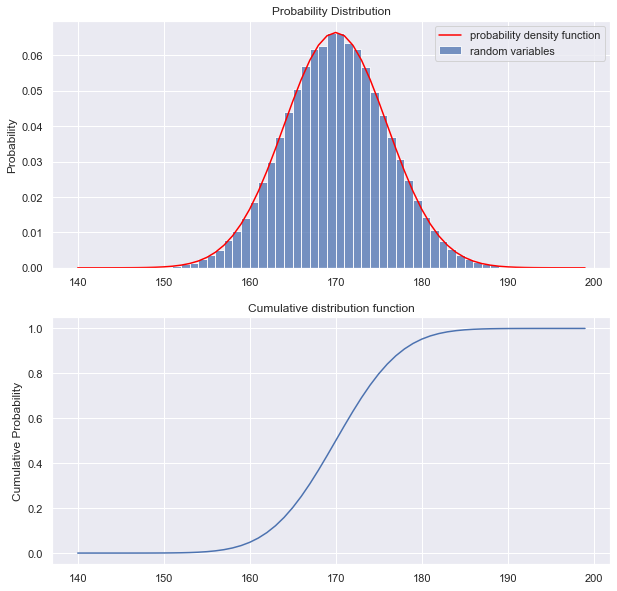 Probability Distribution
probability density function
random variables
Probability
0.06
0.05
0.04
0.03
0.02
0.01
0.00
140 150 160 170 180 190 200
Cumulative distribution function
Cumulative Probability
1.0
0.8
0.6
0.4
0.2
0.0
140 150 160 170 180 190 200